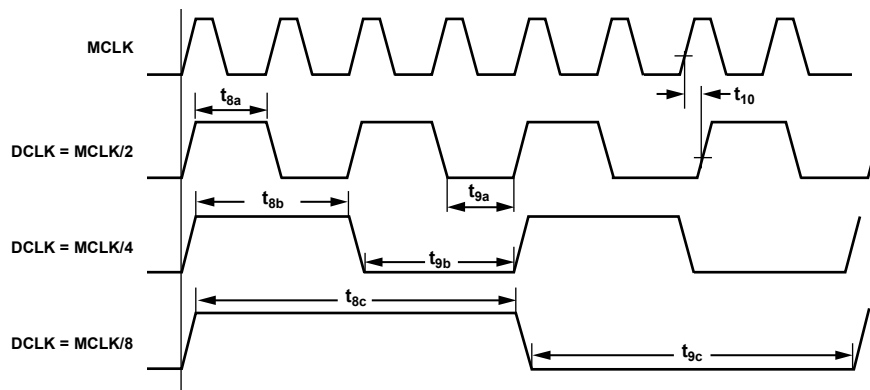 MCLK
t10
t8a
DCLK = MCLK/2
t9a
t8b
DCLK = MCLK/4
t9b
t8c
DCLK = MCLK/8
t9c